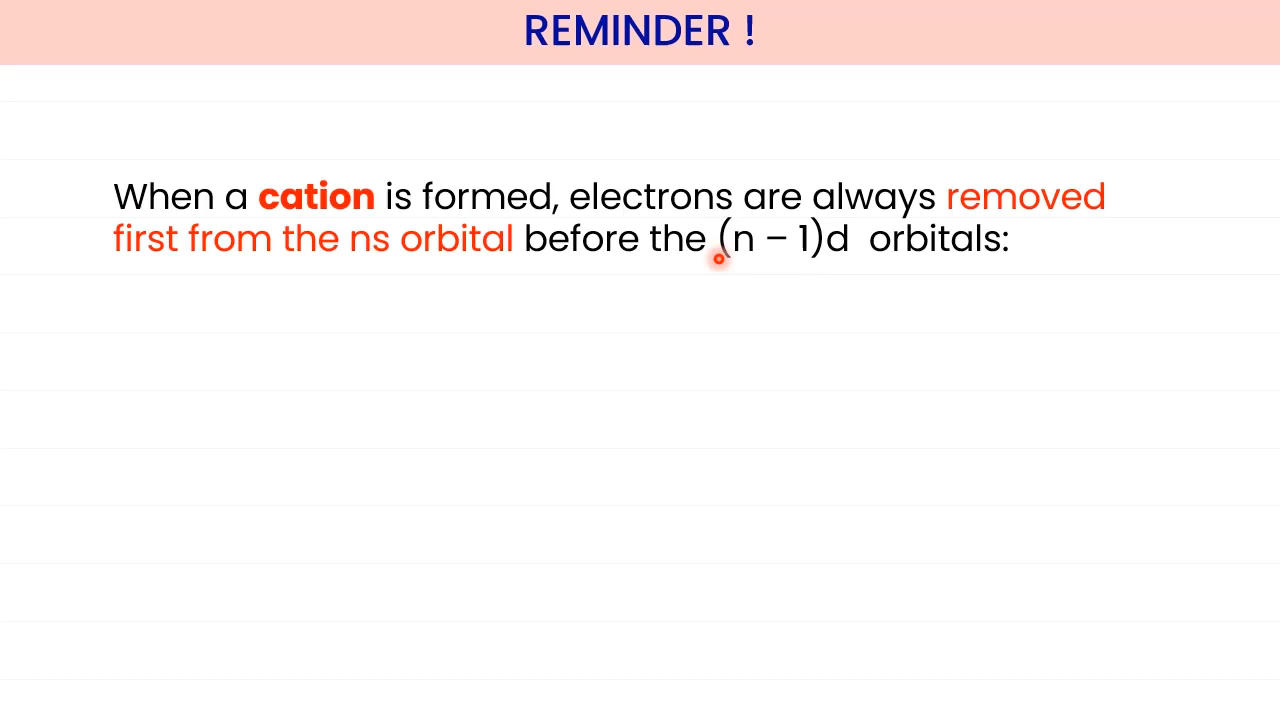 REMINDER !
When a cation is formed, electrons are always removed
first from the ns orbital before the (n – 1)d  orbitals: